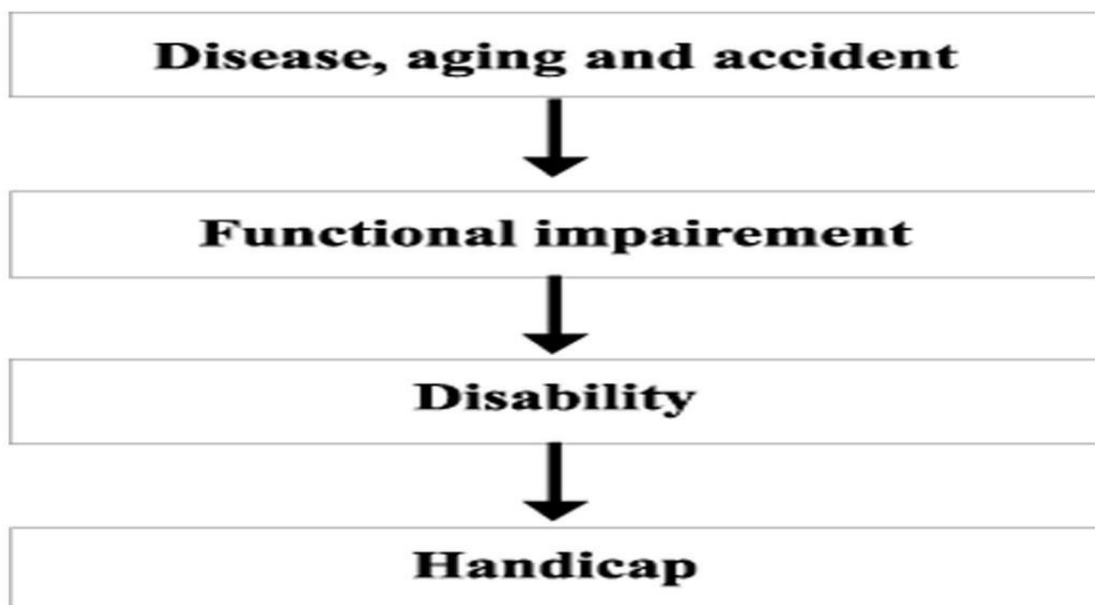 Disease, aging and accident
Functional impairement
Disability
Handicap